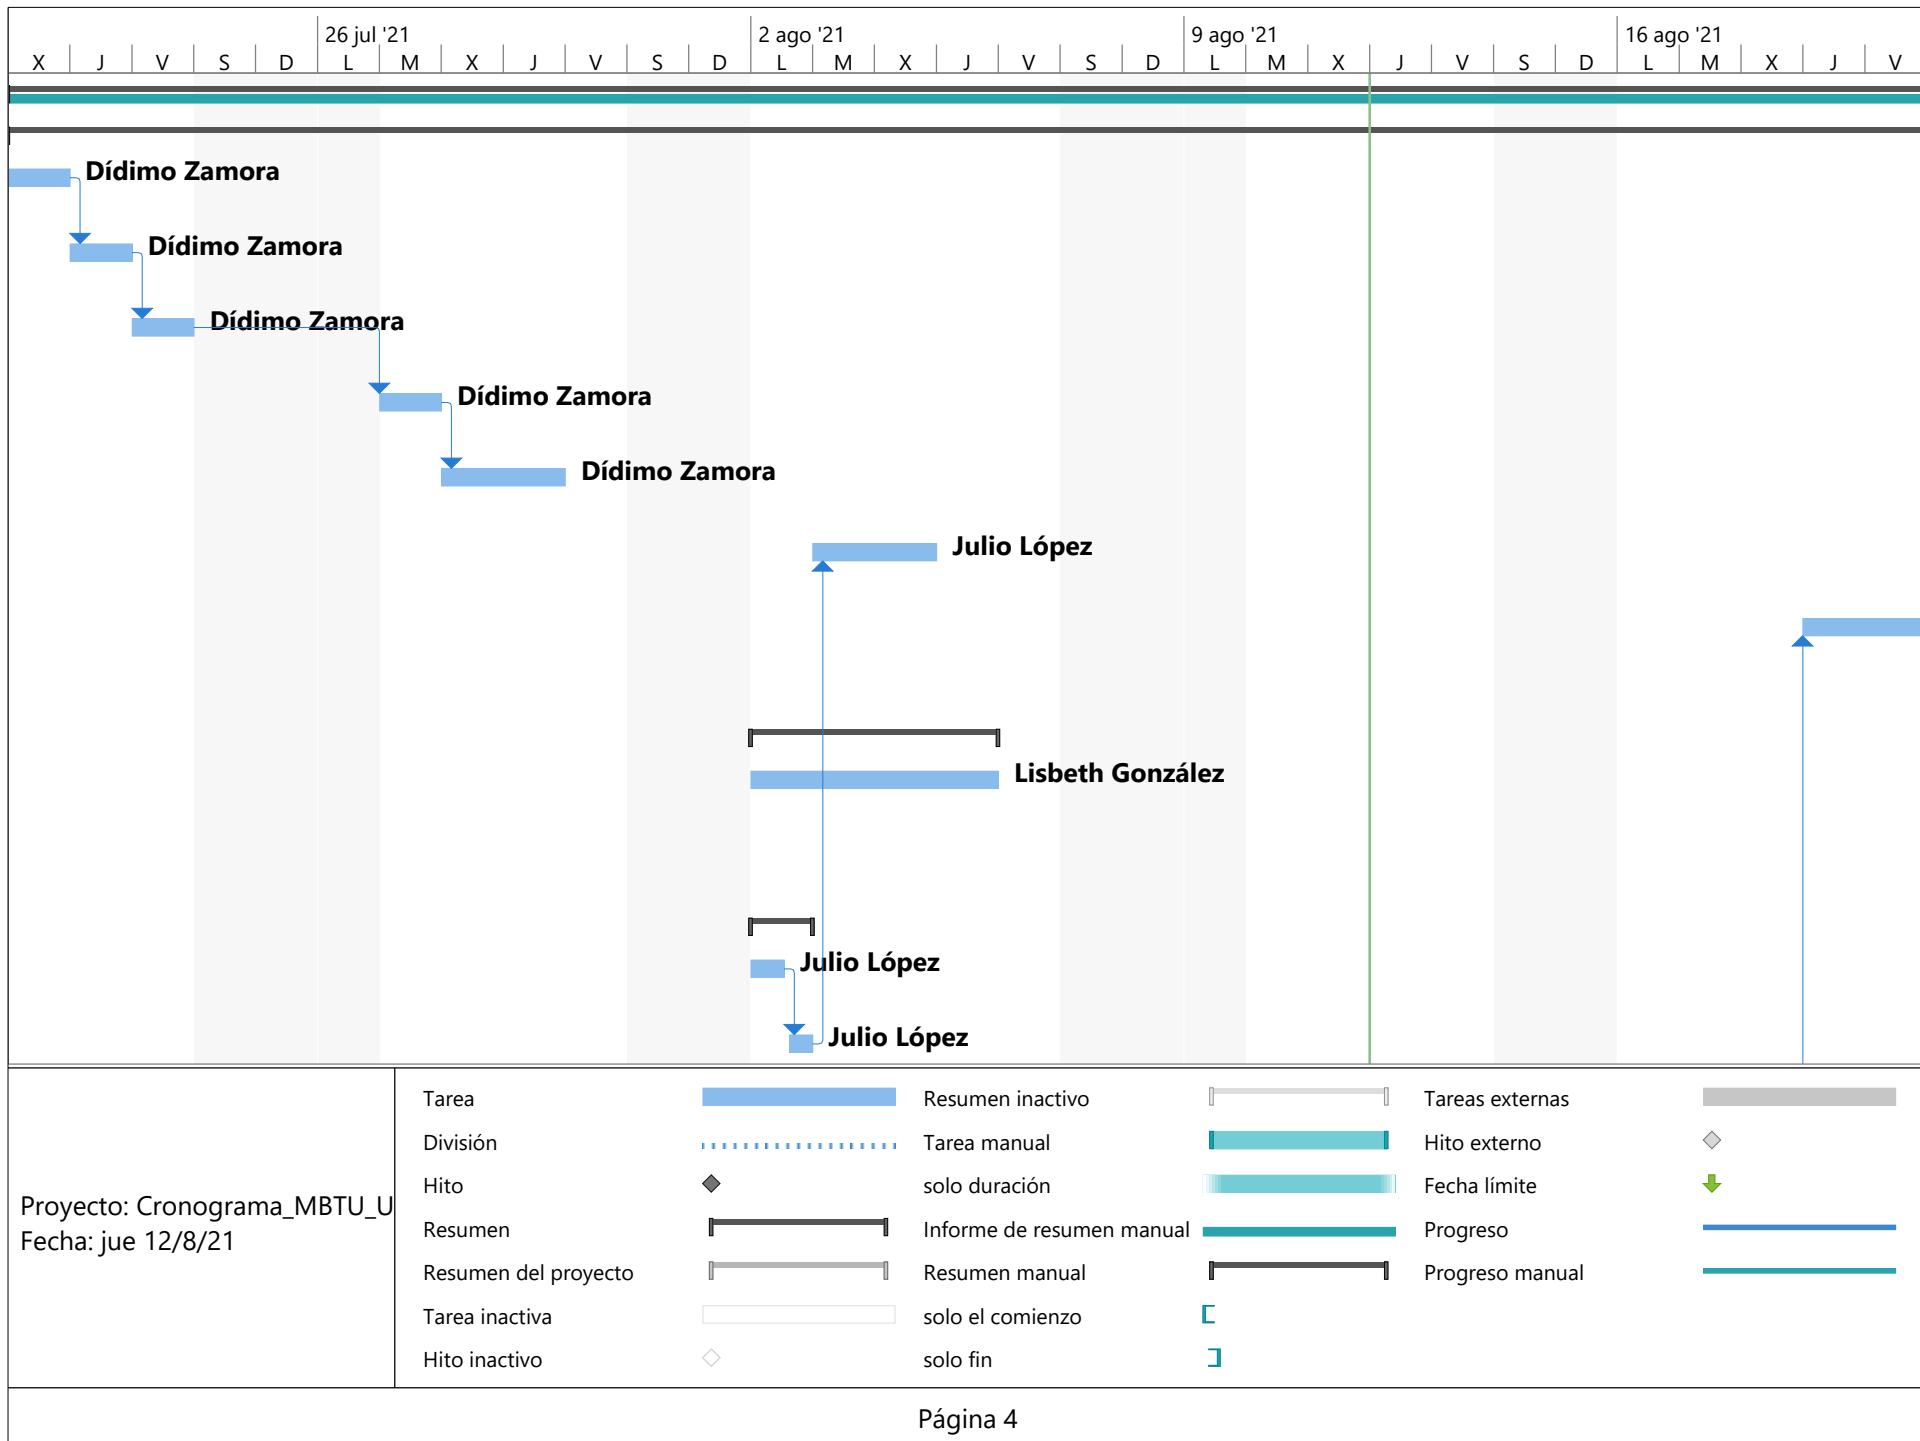 26 jul '21 2 ago '21 9 ago '21 16 ago '21
X J V S D L M X J V S D L M X J V S D L M X J V S D L M X J V
Dídimo Zamora
Dídimo Zamora
Dídimo Zamora
Dídimo Zamora
Dídimo Zamora
Julio López
Lisbeth González
Julio López
Julio López
Proyecto: Cronograma_MBTU_U
Fecha: jue 12/8/21
Tarea
División
Hito
Resumen
Resumen del proyecto
Tarea inactiva
Hito inactivo
Resumen inactivo
Tarea manual
solo duración
Informe de resumen manual
Resumen manual
solo el comienzo
solo fin
Tareas externas
Hito externo
Fecha límite
Progreso
Progreso manual
Página 4